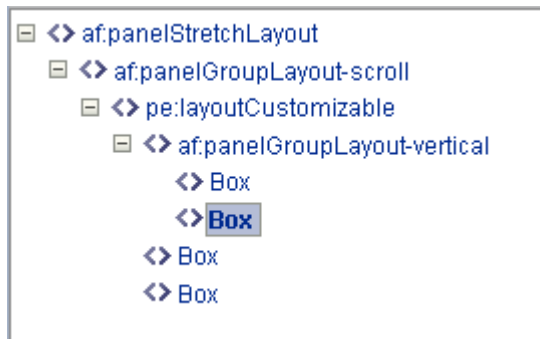 af:panelStretchLayout
af:panelGroupLayout-scroll
pe:layoutCustomizable
af:panelGroupLayout-vertical
Box
Box
Box
Box